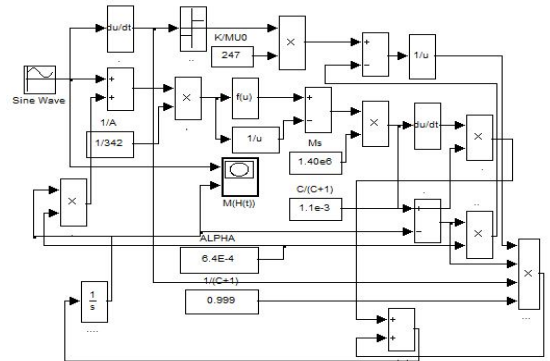 du/dt
K/MU0
247
×
+
−
1/u
Sine Wave
+
+
1/A
1/342
×
f(u)
1/u
+
−
Ms
1.40e6
×
du/dt
×
M(H(t))
C/(C+1)
1.1e-3
+
−
×
×
ALPHA
6.4E-4
1/(C+1)
0.999
×
1
s
+
+